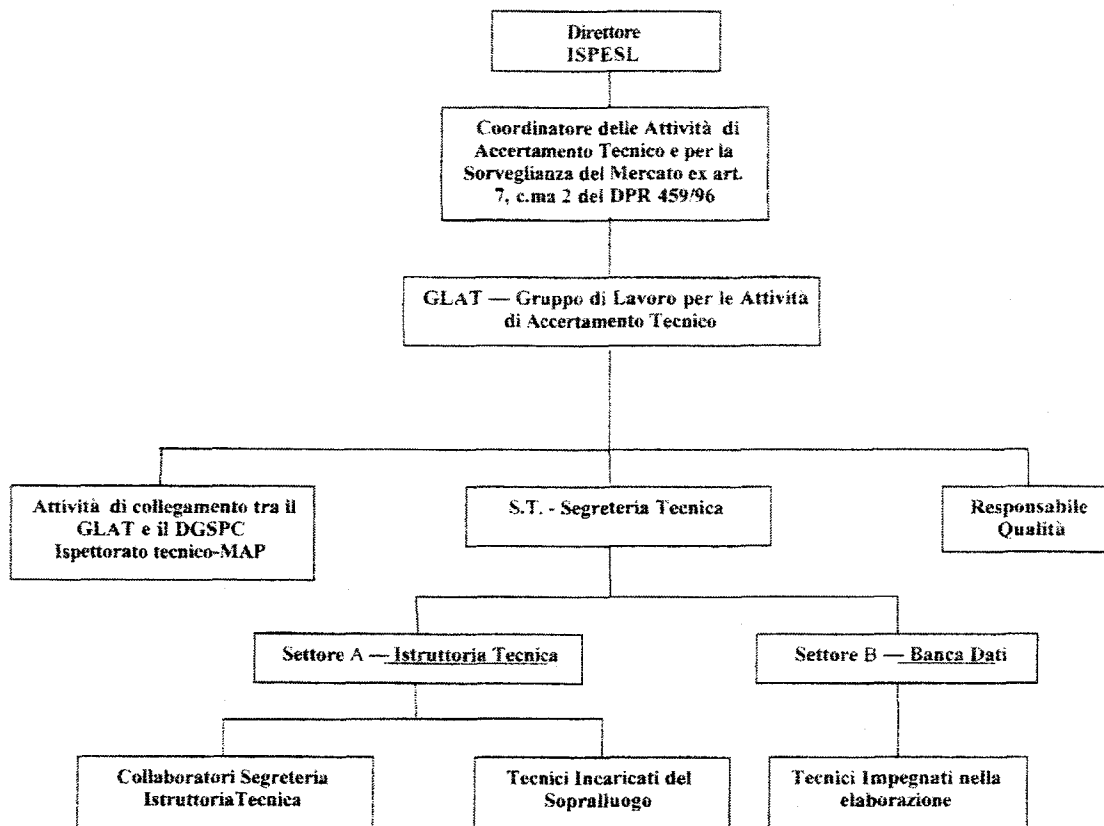 Direttore
ISPESL
Coordinatore delle Attività di
Accertamento Tecnico e per la
Sorveglianza del Mercato ex art.
7, c.ma 2 del DPR 459/96
GLAT — Gruppo di Lavoro per le Attività
di Accertamento Tecnico
Attività di collegamento tra il
GLAT e il DGSPC
Ispettorato tecnico-MAP
S.T. - Segreteria Tecnica
Responsabile
Qualità
Settore A — Istruttoria Tecnica
Settore B — Banca Dati
Collaboratori Segreteria
IstruttoriaTecnica
Tecnici Incaricati del
Sopralluogo
Tecnici Impegnati nella
elaborazione